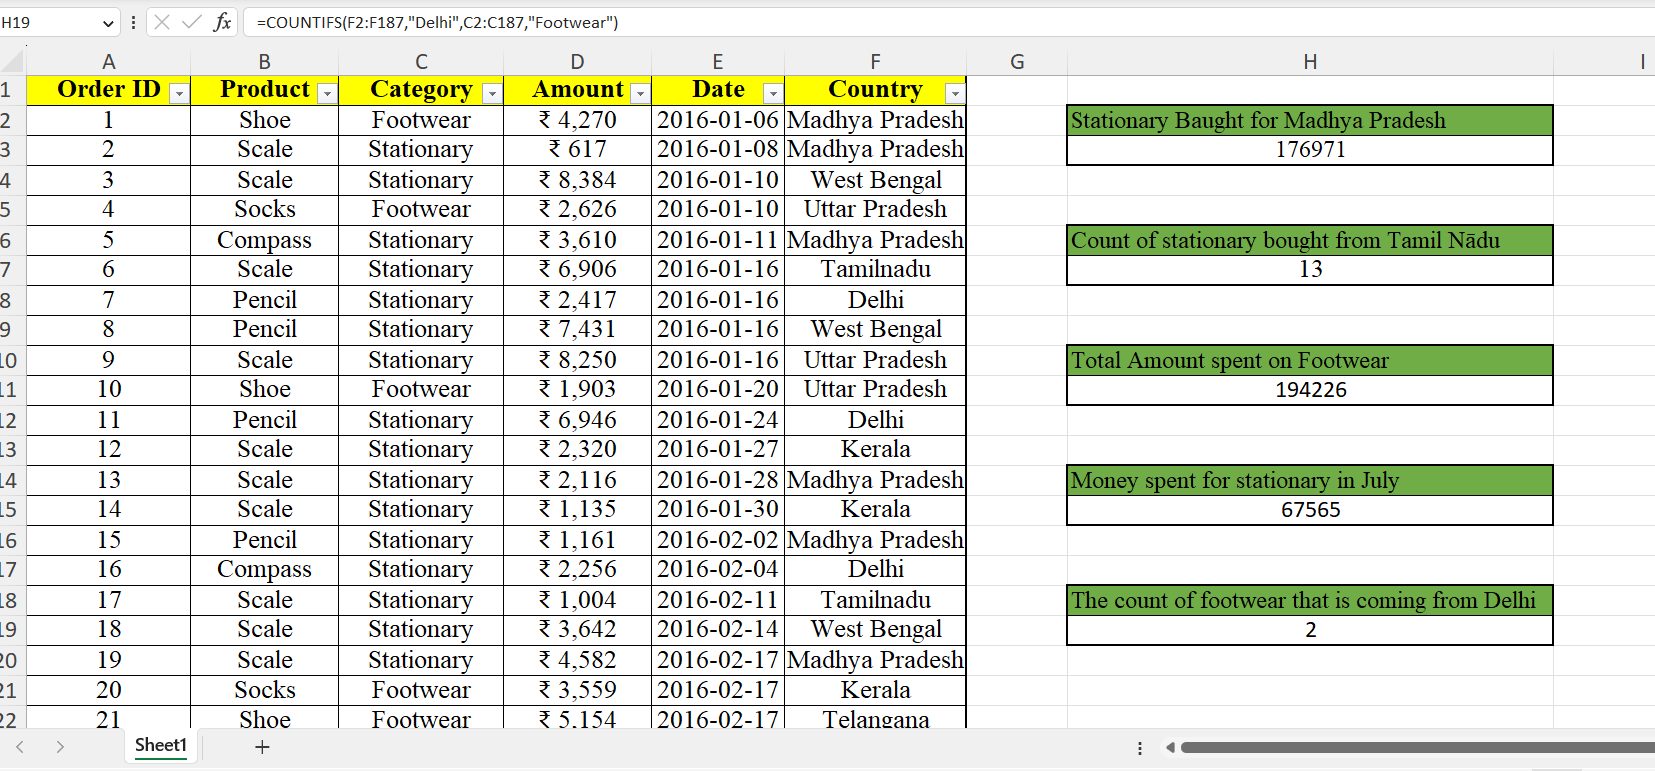 H19 fx =COUNTIFS(F2:F187,"Delhi",C2:C187,"Footwear")
A B C D E F G H I
1 Order ID Product Category Amount Date Country
2 1 Shoe Footwear ₹ 4,270 2016-01-06 Madhya Pradesh Stationary Baught for Madhya Pradesh
3 2 Scale Stationary ₹ 617 2016-01-08 Madhya Pradesh 176971
4 3 Scale Stationary ₹ 8,384 2016-01-10 West Bengal
5 4 Socks Footwear ₹ 2,626 2016-01-10 Uttar Pradesh
6 5 Compass Stationary ₹ 3,610 2016-01-11 Madhya Pradesh Count of stationary bought from Tamil Nādu
7 6 Scale Stationary ₹ 6,906 2016-01-16 Tamilnadu 13
8 7 Pencil Stationary ₹ 2,417 2016-01-16 Delhi
9 8 Pencil Stationary ₹ 7,431 2016-01-16 West Bengal
10 9 Scale Stationary ₹ 8,250 2016-01-16 Uttar Pradesh Total Amount spent on Footwear
11 10 Shoe Footwear ₹ 1,903 2016-01-20 Uttar Pradesh 194226
12 11 Pencil Stationary ₹ 6,946 2016-01-24 Delhi
13 12 Scale Stationary ₹ 2,320 2016-01-27 Kerala
14 13 Scale Stationary ₹ 2,116 2016-01-28 Madhya Pradesh Money spent for stationary in July
15 14 Scale Stationary ₹ 1,135 2016-01-30 Kerala 67565
16 15 Pencil Stationary ₹ 1,161 2016-02-02 Madhya Pradesh
17 16 Compass Stationary ₹ 2,256 2016-02-04 Delhi
18 17 Scale Stationary ₹ 1,004 2016-02-11 Tamilnadu The count of footwear that is coming from Delhi
19 18 Scale Stationary ₹ 3,642 2016-02-14 West Bengal 2
20 19 Scale Stationary ₹ 4,582 2016-02-17 Madhya Pradesh
21 20 Socks Footwear ₹ 3,559 2016-02-17 Kerala
22 21 Shoe Footwear ₹ 5,154 2016-02-17 Telangana
Sheet1 +